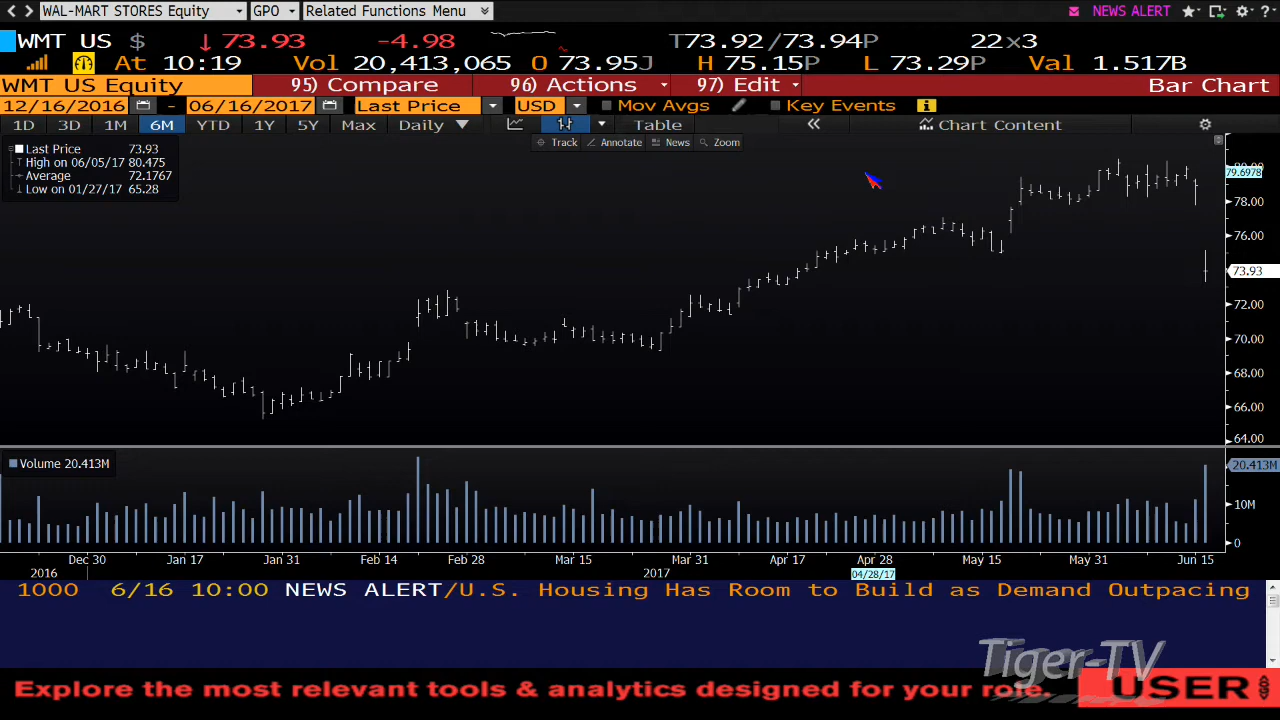 WAL-MART STORES Equity GPO Related Functions Menu NEWS ALERT
WMT US $ ↓ 73.93 -4.98 T73.92/73.94P 22×3
At 10:19 Vol 20,413,065 O 73.95J H 75.15P L 73.29P Val 1.517B
WMT US Equity 95) Compare 96) Actions 97) Edit Bar Chart
12/16/2016 - 06/16/2017 Last Price USD Mov Avgs Key Events
1D 3D 1M 6M YTD 1Y 5Y Max Daily ▼ Table « Chart Content
Track Annotate News Zoom
Last Price 73.93
High on 06/05/17 80.475
Average 72.1767
Low on 01/27/17 65.28
79.6978
78.00
76.00
73.93
72.00
70.00
68.00
66.00
64.00
Volume 20.413M
20.413M
10M
0
Dec 30 Jan 17 Jan 31 Feb 14 Feb 28 Mar 15 Mar 31 Apr 17 Apr 28 May 15 May 31 Jun 15
2016 2017 04/28/17
1000 6/16 10:00 NEWS ALERT/U.S. Housing Has Room to Build as Demand Outpacing
Tiger-TV
Explore the most relevant tools & analytics designed for your role. USER